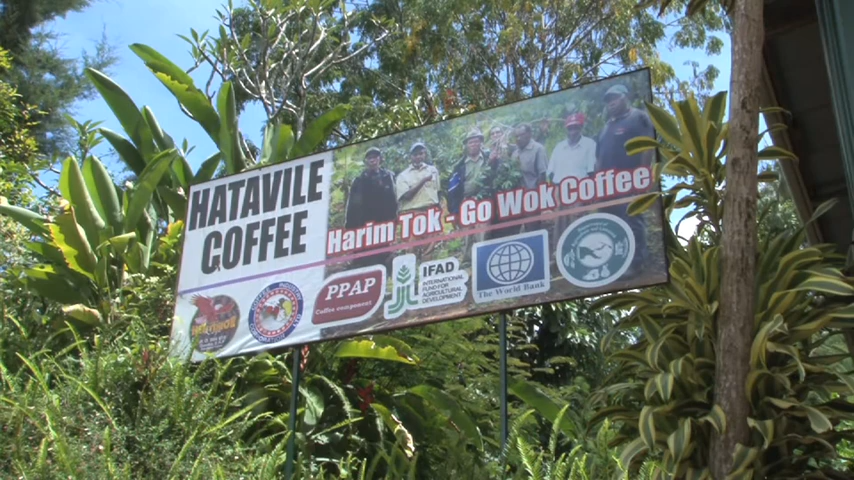 HATAVILE
COFFEE
Harim Tok - Go Wok Coffee
PPAP
Coffee component
IFAD
INTERNATIONAL
FUND FOR
AGRICULTURAL
DEVELOPMENT
The World Bank